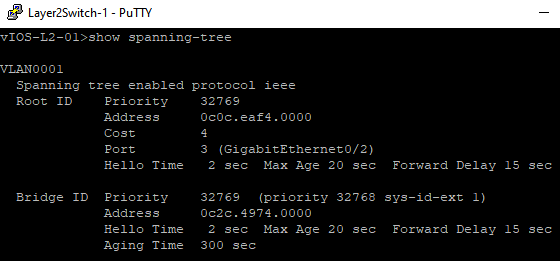 Layer2Switch-1 - PuTTY
vIOS-L2-01>show spanning-tree
VLAN0001
Spanning tree enabled protocol ieee
Root ID Priority 32769
Address 0c0c.eaf4.0000
Cost 4
Port 3 (GigabitEthernet0/2)
Hello Time 2 sec Max Age 20 sec Forward Delay 15 sec
Bridge ID Priority 32769 (priority 32768 sys-id-ext 1)
Address 0c2c.4974.0000
Hello Time 2 sec Max Age 20 sec Forward Delay 15 sec
Aging Time 300 sec